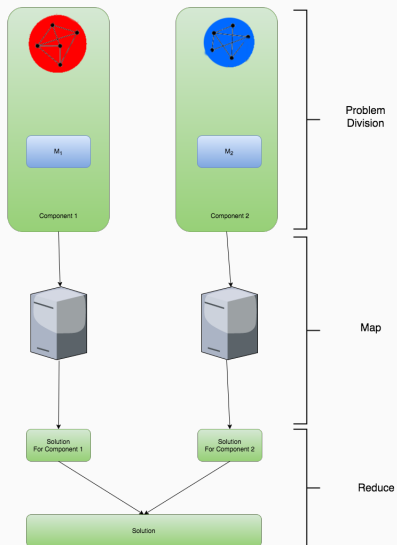 Problem
Division
M₁
M₂
Component 1
Component 2
Map
Solution
For Component 1
Solution
For Component 2
Reduce
Solution